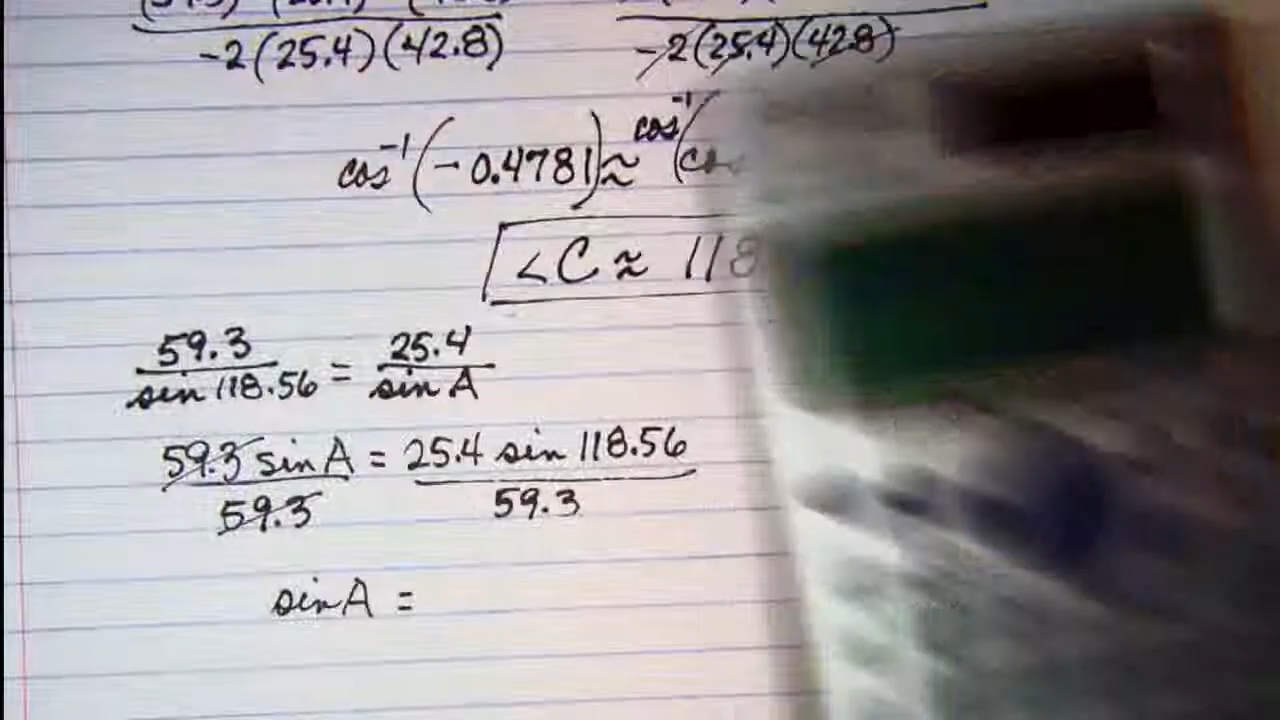 -2(25.4)(42.8) -2(25.4)(42.8)
cos⁻¹(-0.4781) ≈ cos⁻¹(co
∠C ≈ 118
59.3 / sin 118.56 = 25.4 / sin A
59.3 sin A / 59.3 = 25.4 sin 118.56 / 59.3
sin A =